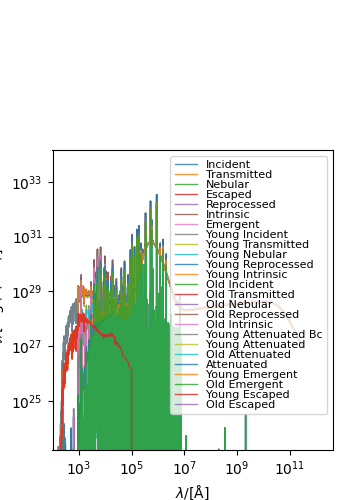 10^33
10^31
10^29
10^27
10^25
10^3
10^5
10^7
10^9
10^11
λ/[Å]
Incident
Transmitted
Nebular
Escaped
Reprocessed
Intrinsic
Emergent
Young Incident
Young Transmitted
Young Nebular
Young Reprocessed
Young Intrinsic
Old Incident
Old Transmitted
Old Nebular
Old Reprocessed
Old Intrinsic
Young Attenuated Bc
Young Attenuated
Old Attenuated
Attenuated
Young Emergent
Old Emergent
Young Escaped
Old Escaped